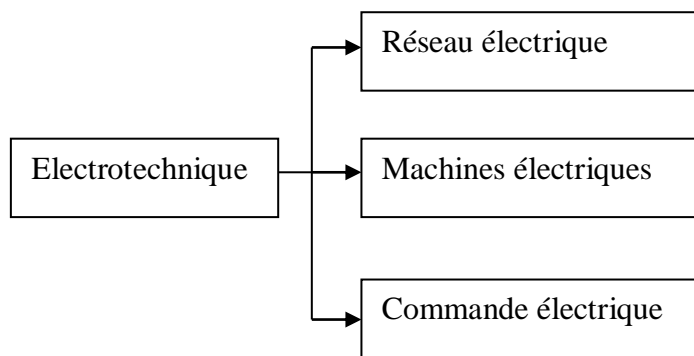 Réseau électrique
Electrotechnique
Machines électriques
Commande électrique